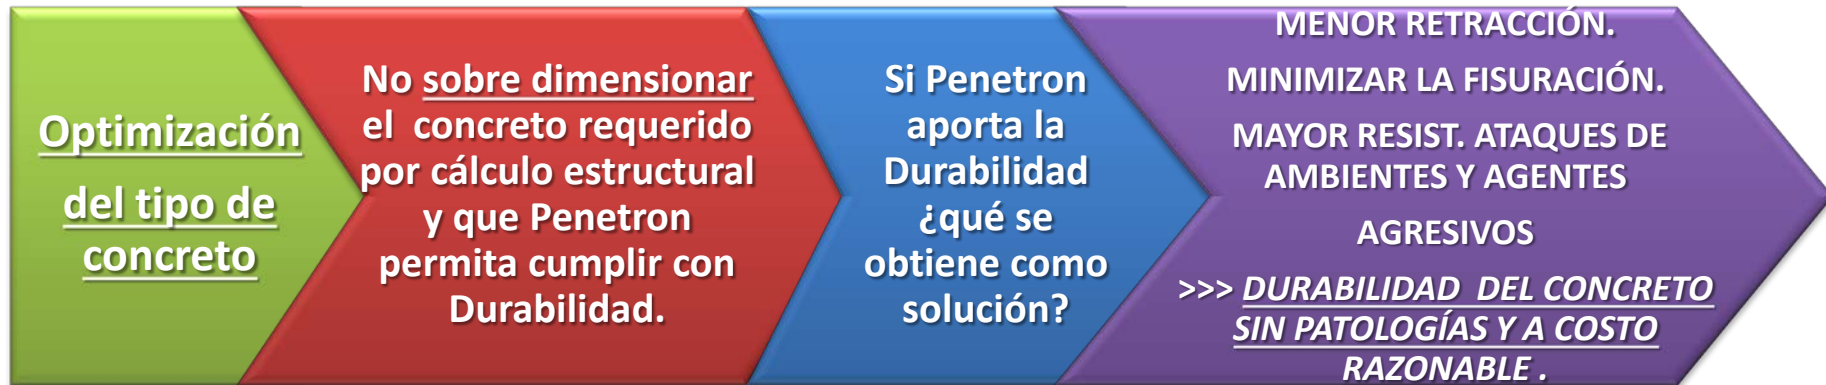 Optimización
del tipo de
concreto
No sobre dimensionar
el concreto requerido
por cálculo estructural
y que Penetron
permita cumplir con
Durabilidad.
Si Penetron
aporta la
Durabilidad
¿qué se
obtiene como
solución?
MENOR RETRACCIÓN.
MINIMIZAR LA FISURACIÓN.
MAYOR RESIST. ATAQUES DE
AMBIENTES Y AGENTES
AGRESIVOS
>>> DURABILIDAD DEL CONCRETO
SIN PATOLOGÍAS Y A COSTO
RAZONABLE .